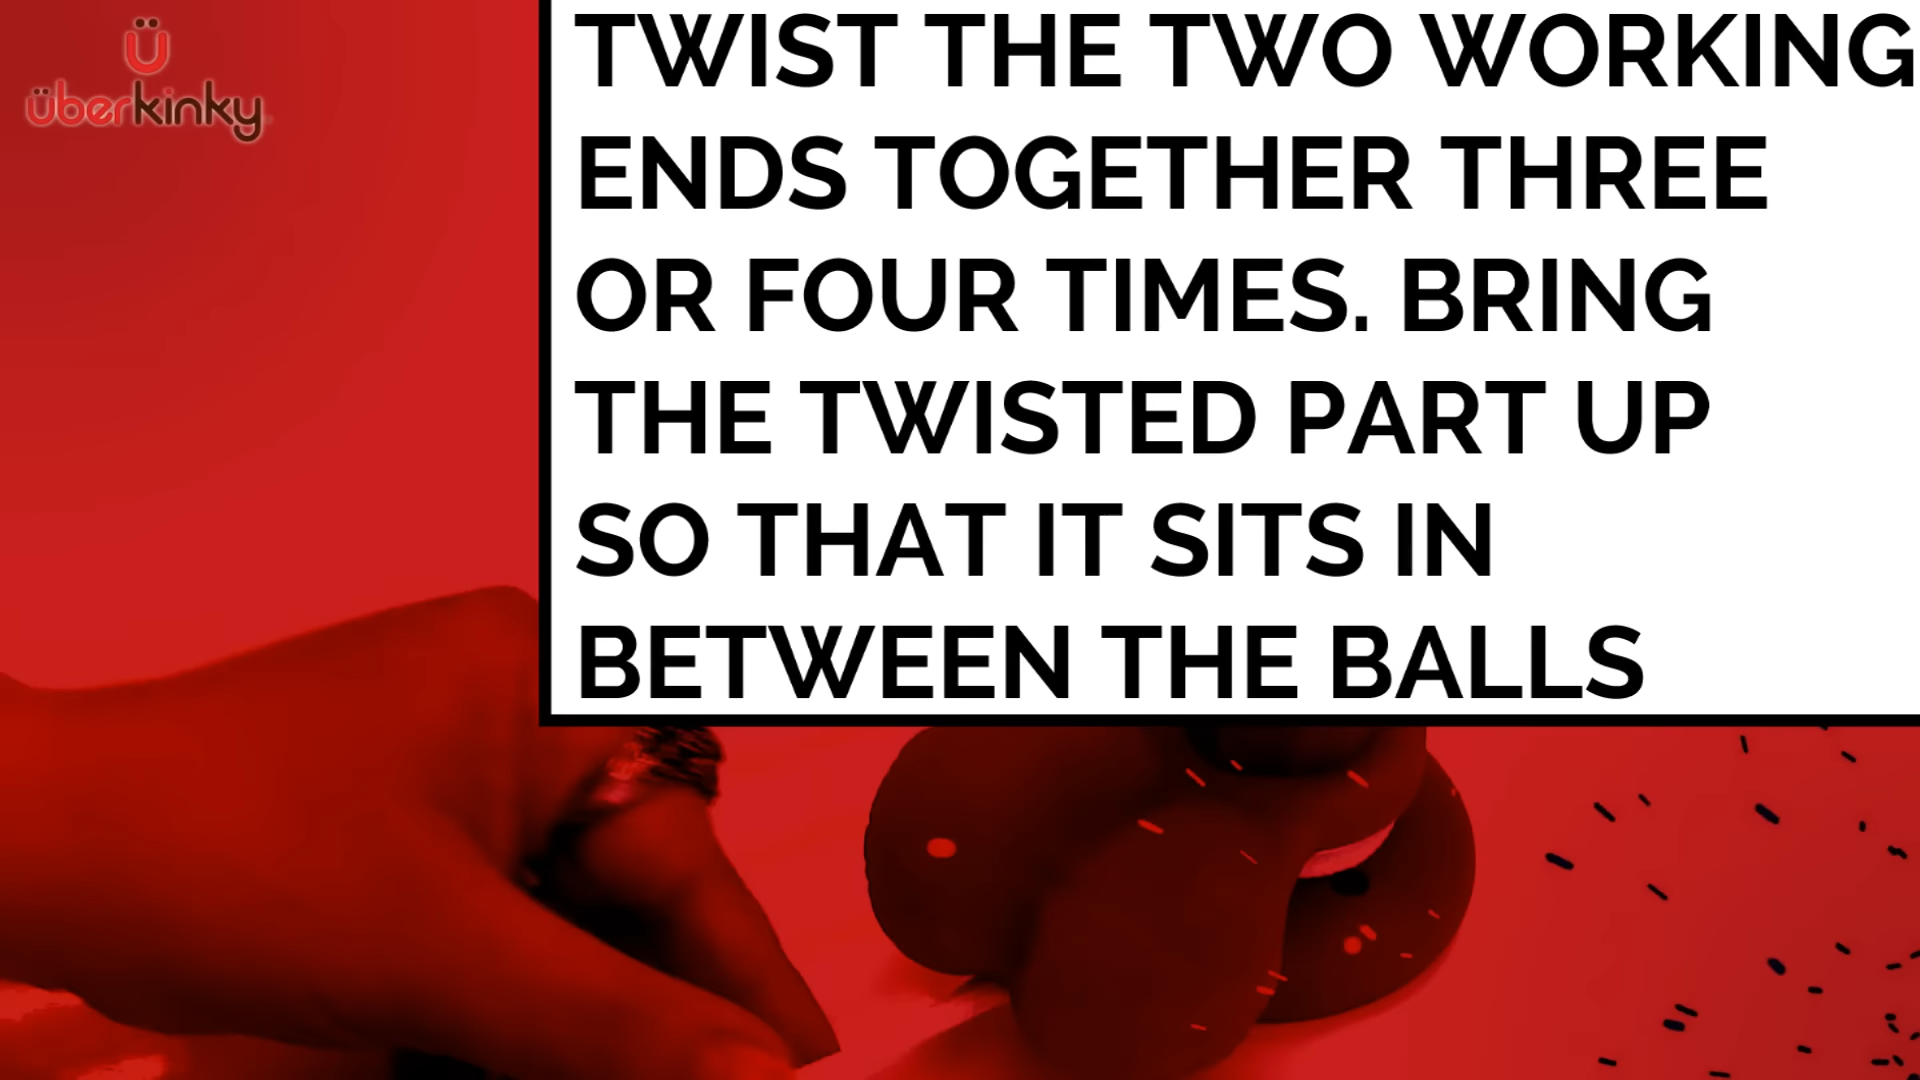 Ü
überkinky
TWIST THE TWO WORKING
ENDS TOGETHER THREE
OR FOUR TIMES. BRING
THE TWISTED PART UP
SO THAT IT SITS IN
BETWEEN THE BALLS